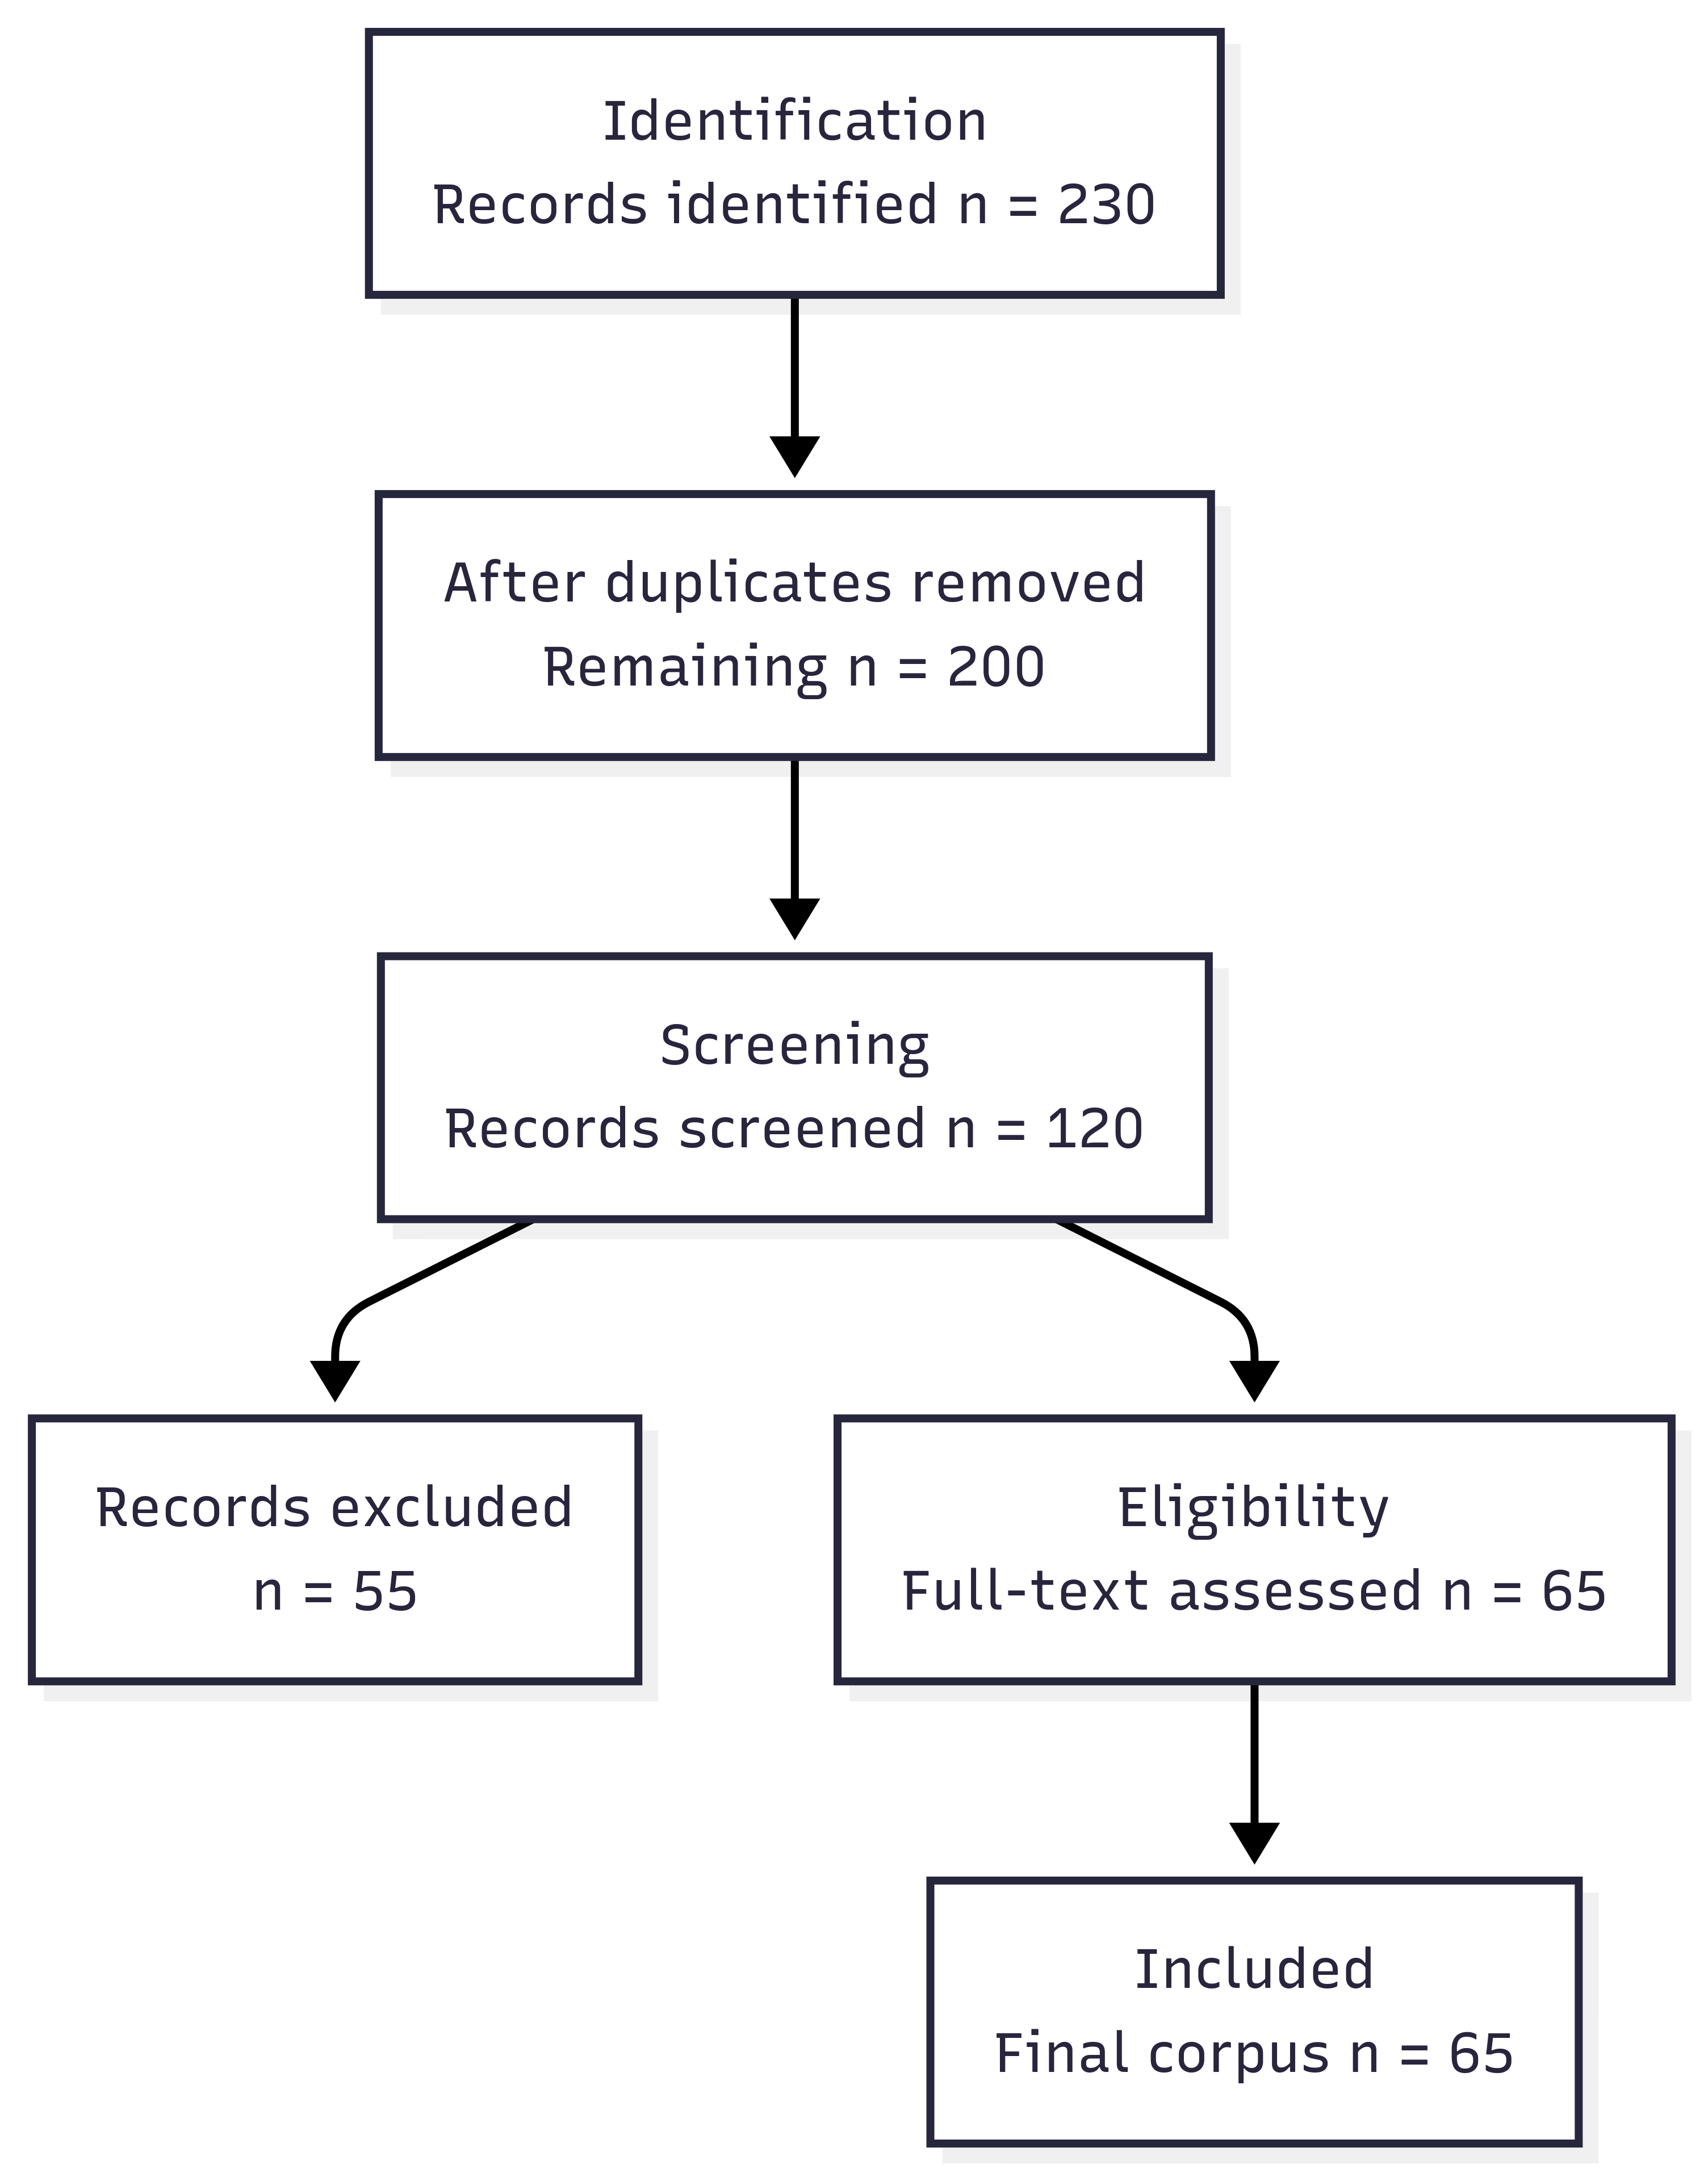 Identification
Records identified n = 230
After duplicates removed
Remaining n = 200
Screening
Records screened n = 120
Records excluded
n = 55
Eligibility
Full-text assessed n = 65
Included
Final corpus n = 65